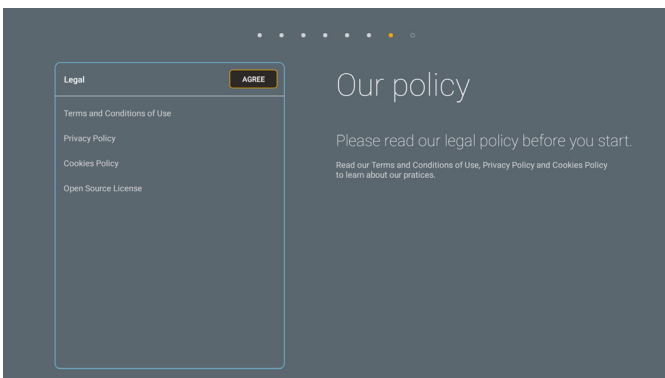 Legal
AGREE
Terms and Conditions of Use
Privacy Policy
Cookies Policy
Open Source License
Our policy
Please read our legal policy before you start.
Read our Terms and Conditions of Use, Privacy Policy and Cookies Policy
to learn about our pratices.